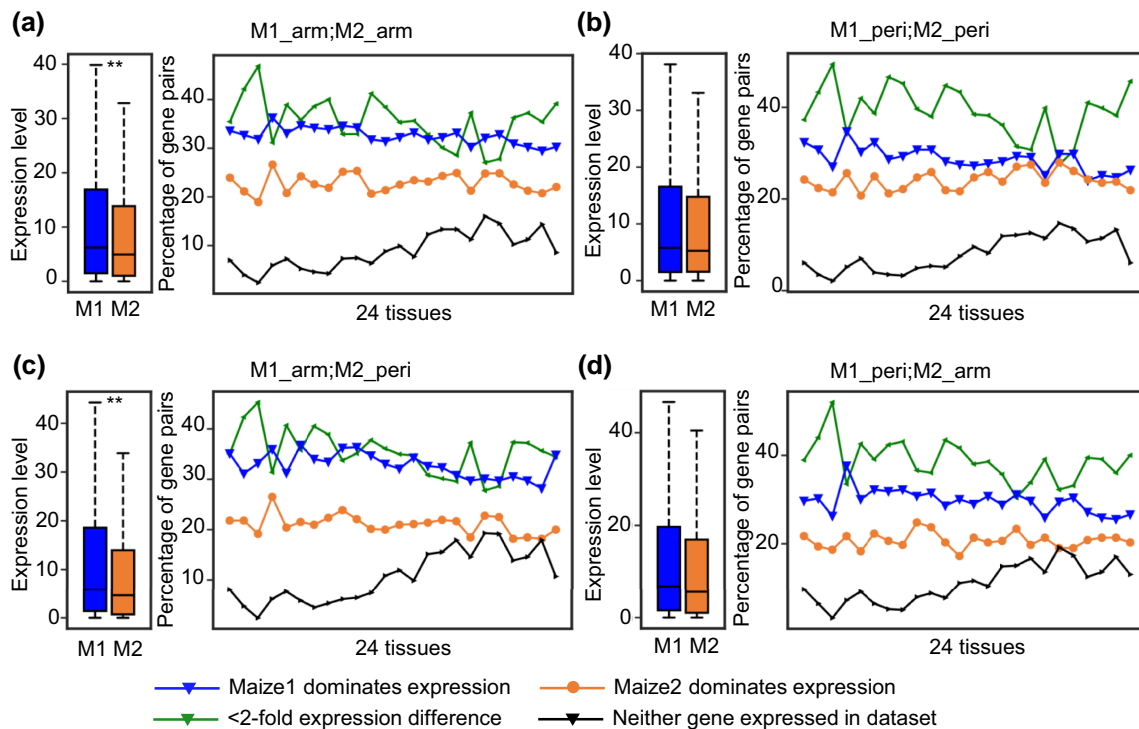 (a)
M1_arm;M2_arm
Expression level
40
30
20
10
0
**
M1 M2
Percentage of gene pairs
40
30
20
10
24 tissues
(b)
M1_peri;M2_peri
Expression level
40
30
20
10
0
M1 M2
Percentage of gene pairs
40
20
0
24 tissues
(c)
M1_arm;M2_peri
Expression level
40
30
20
10
0
**
M1 M2
Percentage of gene pairs
40
30
20
10
24 tissues
(d)
M1_peri;M2_arm
Expression level
40
20
0
M1 M2
Percentage of gene pairs
40
20
24 tissues
Maize1 dominates expression
Maize2 dominates expression
<2-fold expression difference
Neither gene expressed in dataset